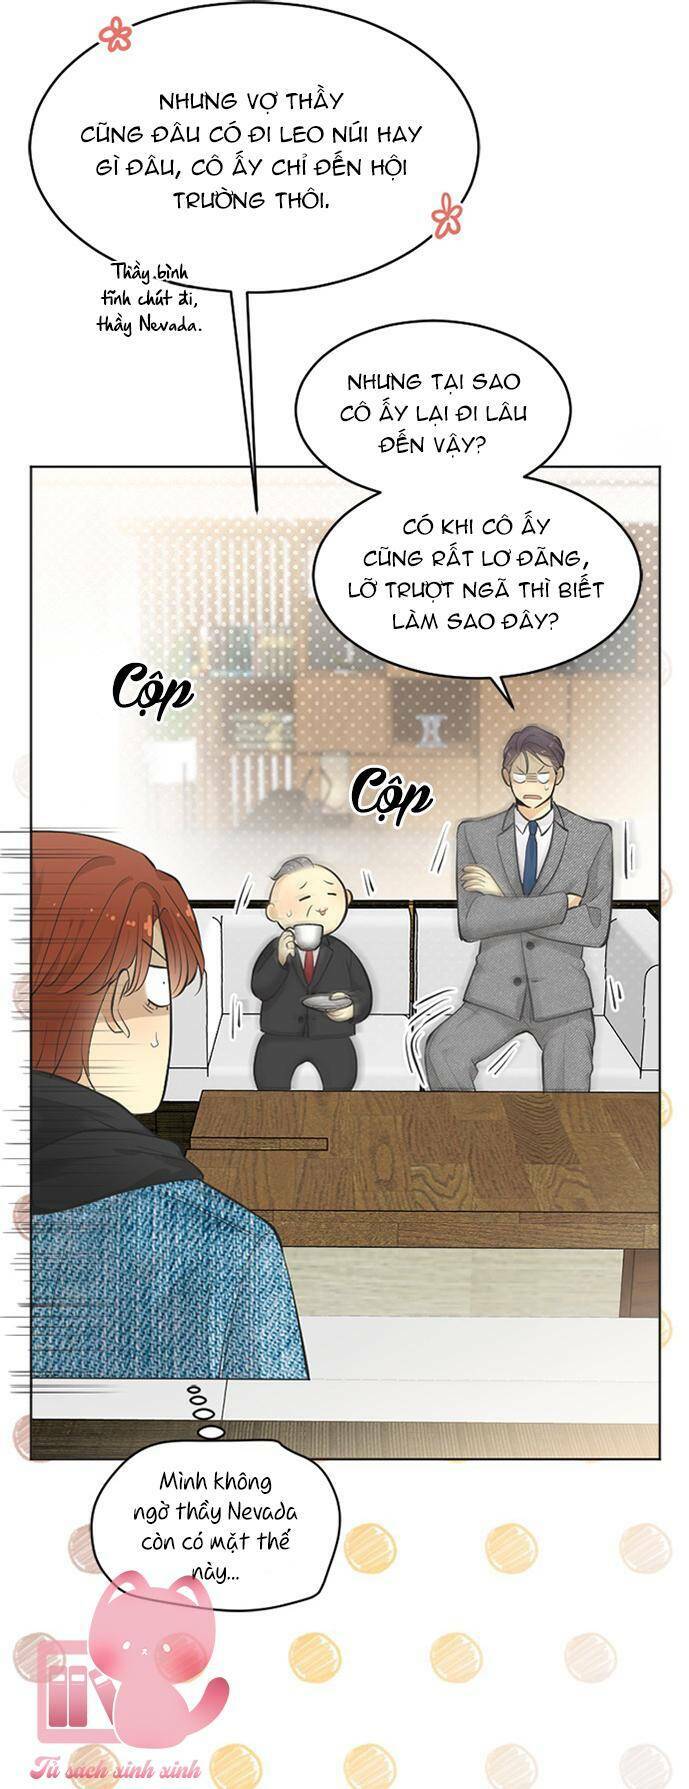 NHƯNG VỢ THẦY
CŨNG ĐÂU CÓ ĐI LEO NÚI HAY
GÌ ĐÂU, CÔ ẤY CHỈ ĐẾN HỘI
TRƯỜNG THÔI.
Thầy bình
tĩnh chút đi,
thầy Nevada.
NHƯNG TẠI SAO
CÔ ẤY LẠI ĐI LÂU
ĐẾN VẬY?
CÓ KHI CÔ ẤY
CŨNG RẤT LƠ ĐÃNG,
LỠ TRƯỢT NGÃ THÌ BIẾT
LÀM SAO ĐÂY?
Cộp
Cộp
Mình không
ngờ thầy Nevada
còn có mặt thế
này...
Tủ sách xinh xinh